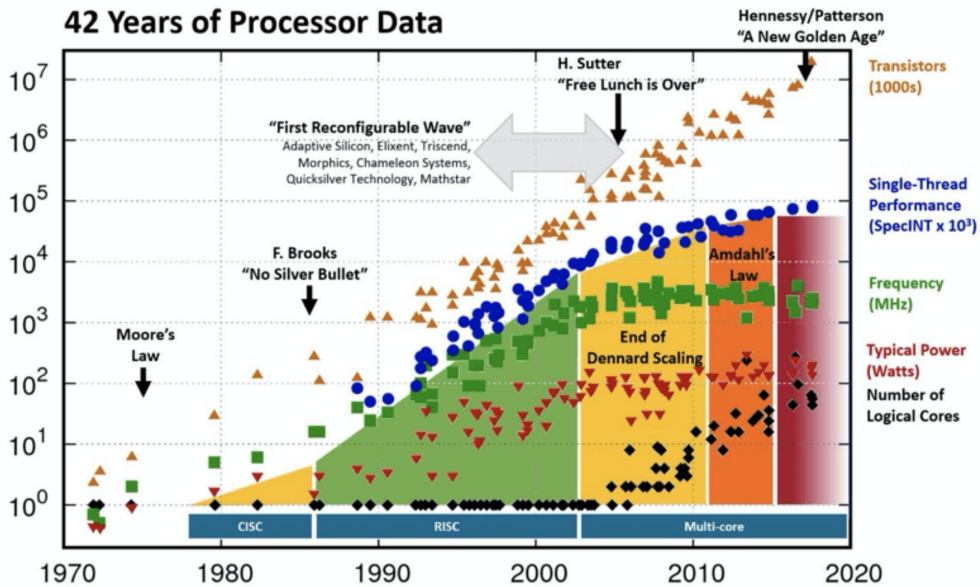 42 Years of Processor Data
Hennessy/Patterson
“A New Golden Age”
H. Sutter
“Free Lunch is Over”
“First Reconfigurable Wave”
Adaptive Silicon, Elixent, Triscend,
Morphics, Chameleon Systems,
Quicksilver Technology, Mathstar
F. Brooks
“No Silver Bullet”
Moore’s
Law
Amdahl’s
Law
End of
Dennard Scaling
Transistors
(1000s)
Single-Thread
Performance
(SpecINT x 10³)
Frequency
(MHz)
Typical Power
(Watts)
Number of
Logical Cores
10⁷
10⁶
10⁵
10⁴
10³
10²
10¹
10⁰
CISC
RISC
Multi-core
1970
1980
1990
2000
2010
2020